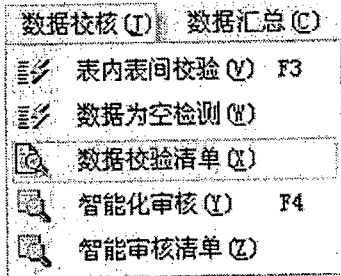 数据校核(J) 数据汇总(C)
表内表间校验(V) F3
数据为空检测(W)
数据校验清单(X)
智能化审核(Y) F4
智能审核清单(Z)